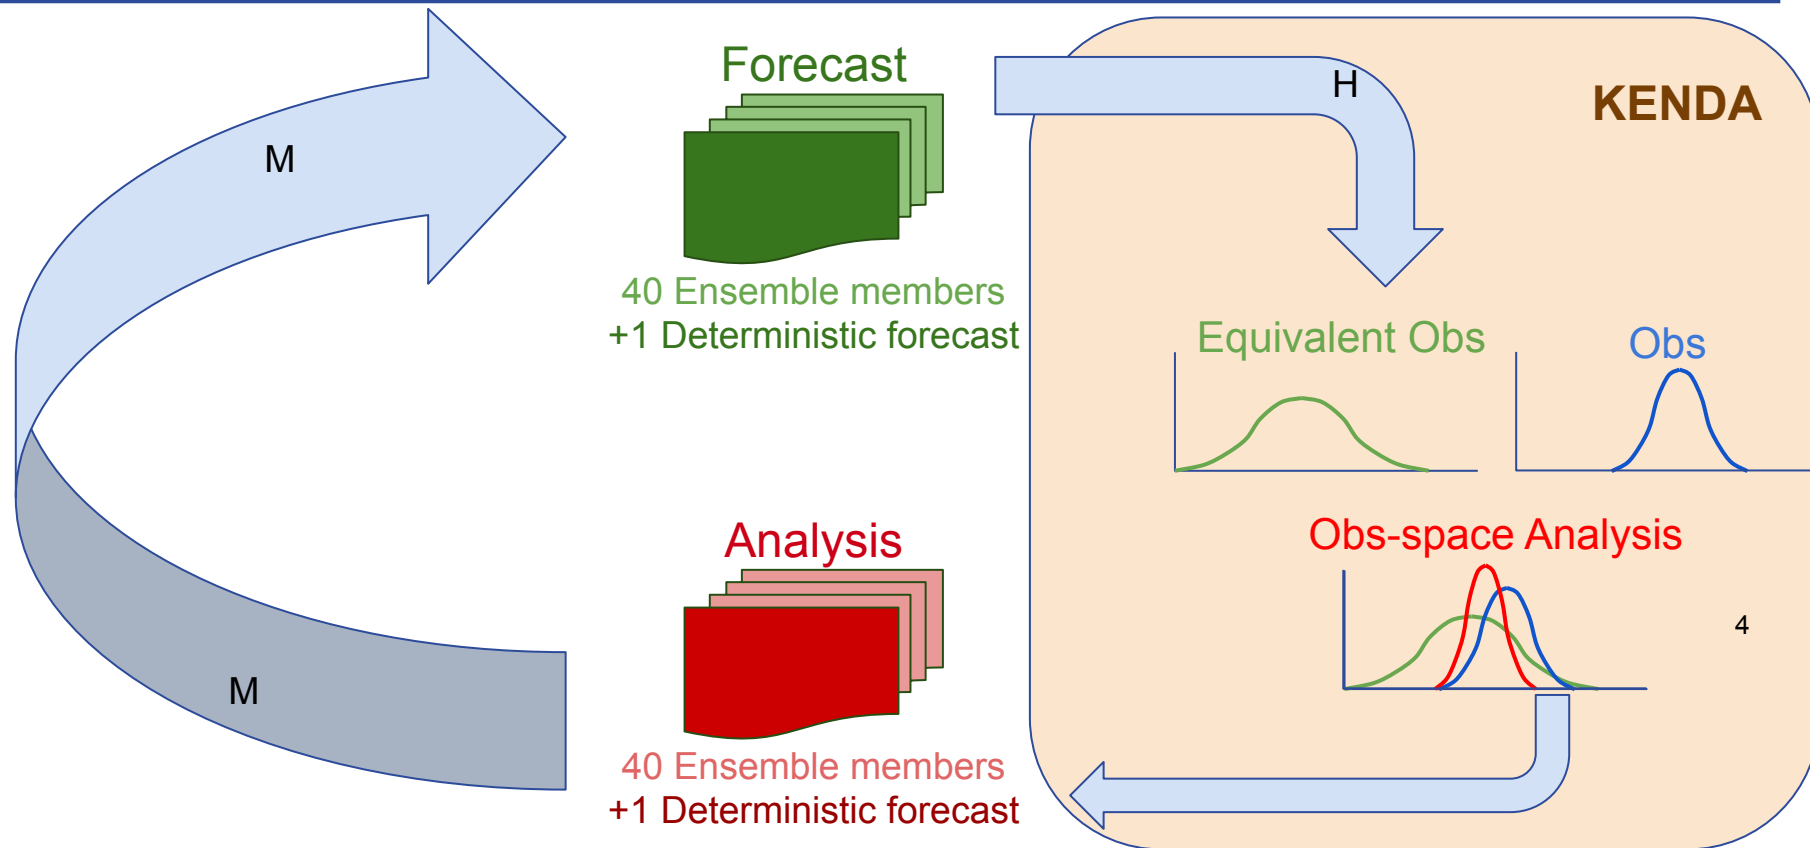 Forecast
H
KENDA
M
40 Ensemble members
+1 Deterministic forecast
Equivalent Obs
Obs
Analysis
Obs-space Analysis
4
M
40 Ensemble members
+1 Deterministic forecast